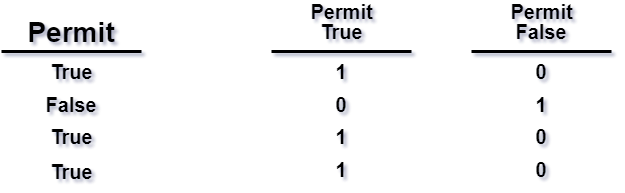 Permit Permit
Permit True False
True 1 0
False 0 1
True 1 0
True 1 0